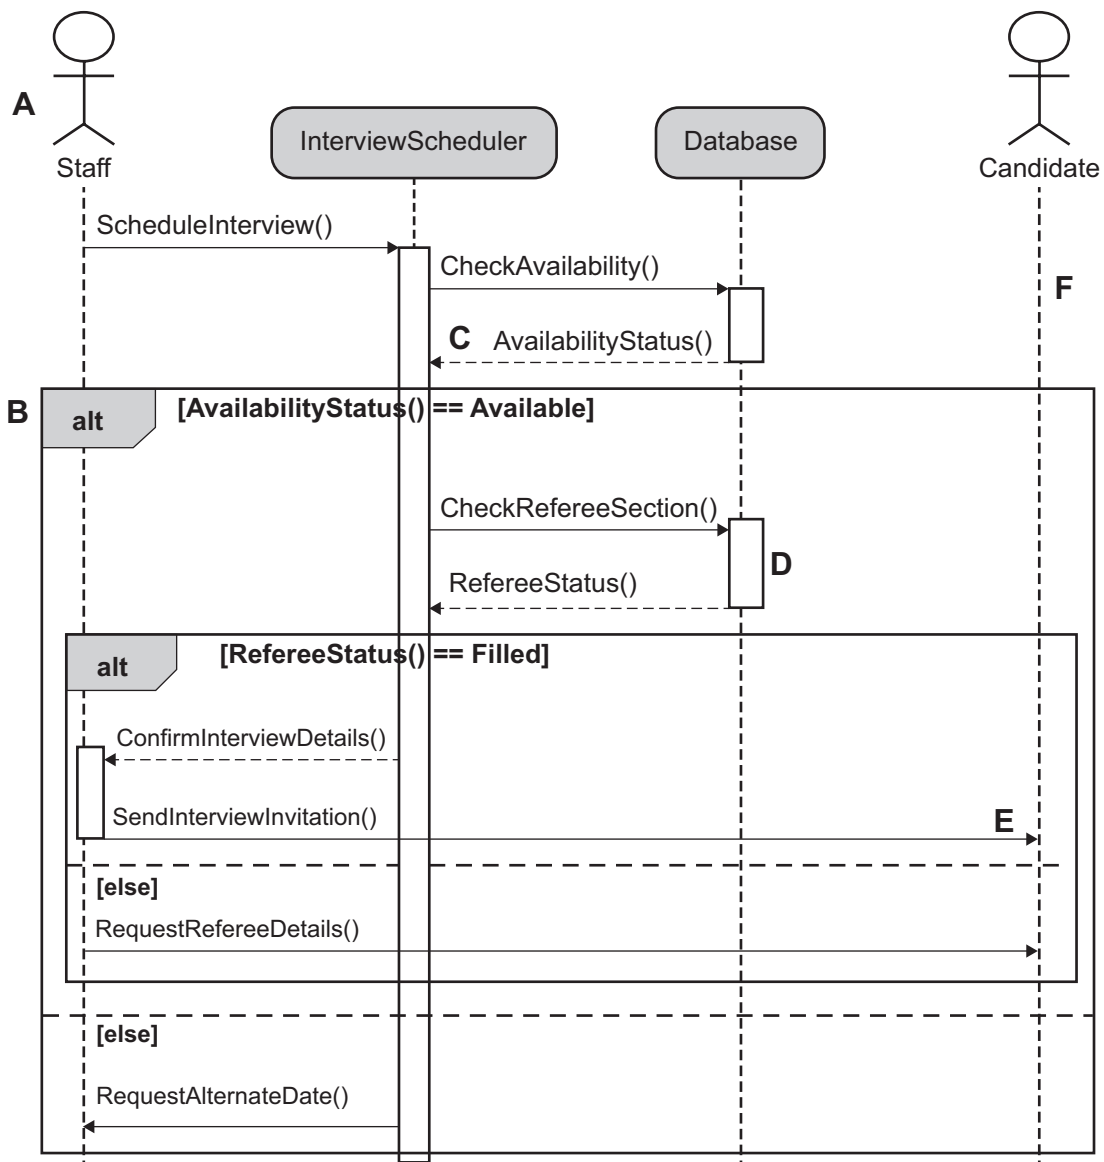 A
InterviewScheduler
Database
Staff
Candidate
ScheduleInterview()
CheckAvailability()
F
C AvailabilityStatus()
B
alt [AvailabilityStatus() == Available]
CheckRefereeSection()
D
RefereeStatus()
alt [RefereeStatus() == Filled]
ConfirmInterviewDetails()
SendInterviewInvitation()
E
[else]
RequestRefereeDetails()
[else]
RequestAlternateDate()